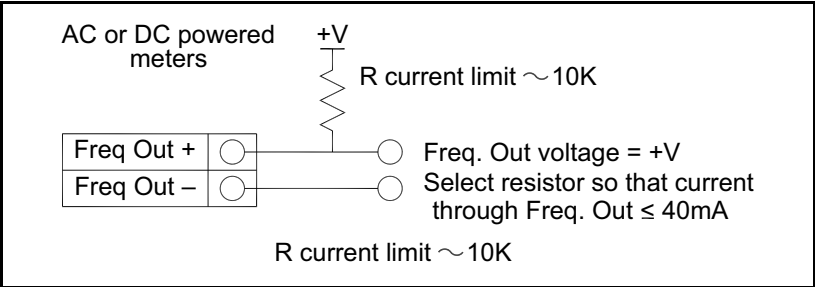 AC or DC powered
meters
+V
R current limit ～10K
Freq Out +
Freq Out –
Freq. Out voltage = +V
Select resistor so that current
through Freq. Out ≤ 40mA
R current limit ～10K